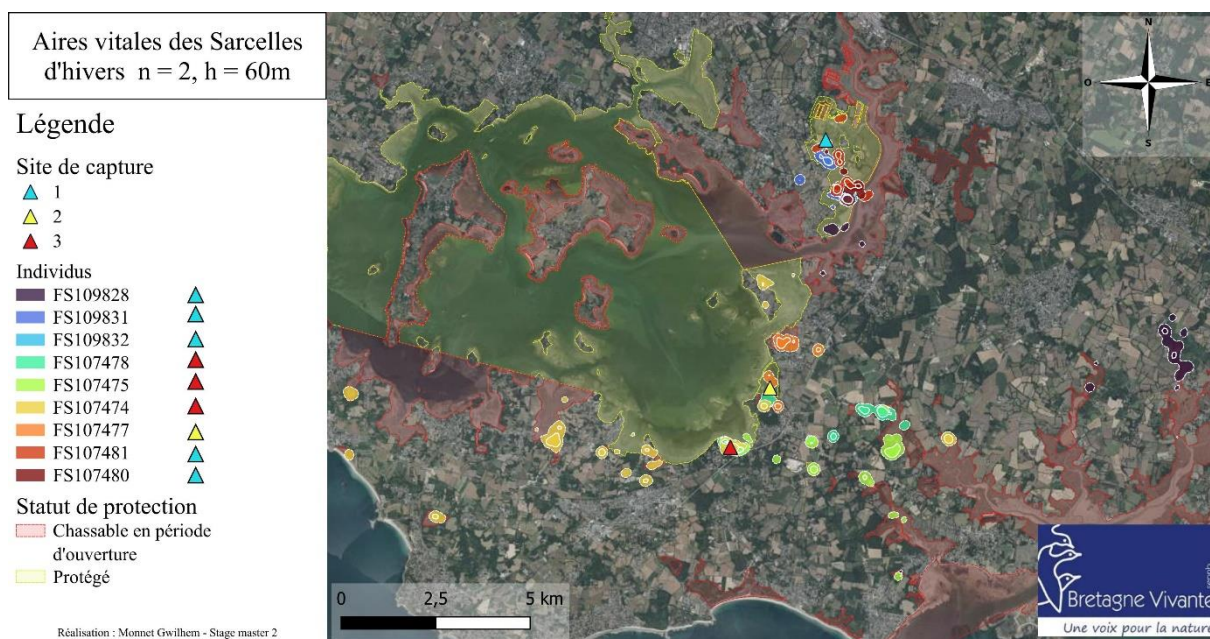 Aires vitales des Sarcelles
d'hivers n = 2, h = 60m
Légende
Site de capture
1
2
3
Individus
FS109828
FS109831
FS109832
FS107478
FS107475
FS107474
FS107477
FS107481
FS107480
Statut de protection
Chassable en période
d'ouverture
Protégé
Réalisation : Monnet Gwilhem - Stage master 2
N
O
E
S
0 2,5 5 km
Bretagne Vivante
Une voix pour la nature